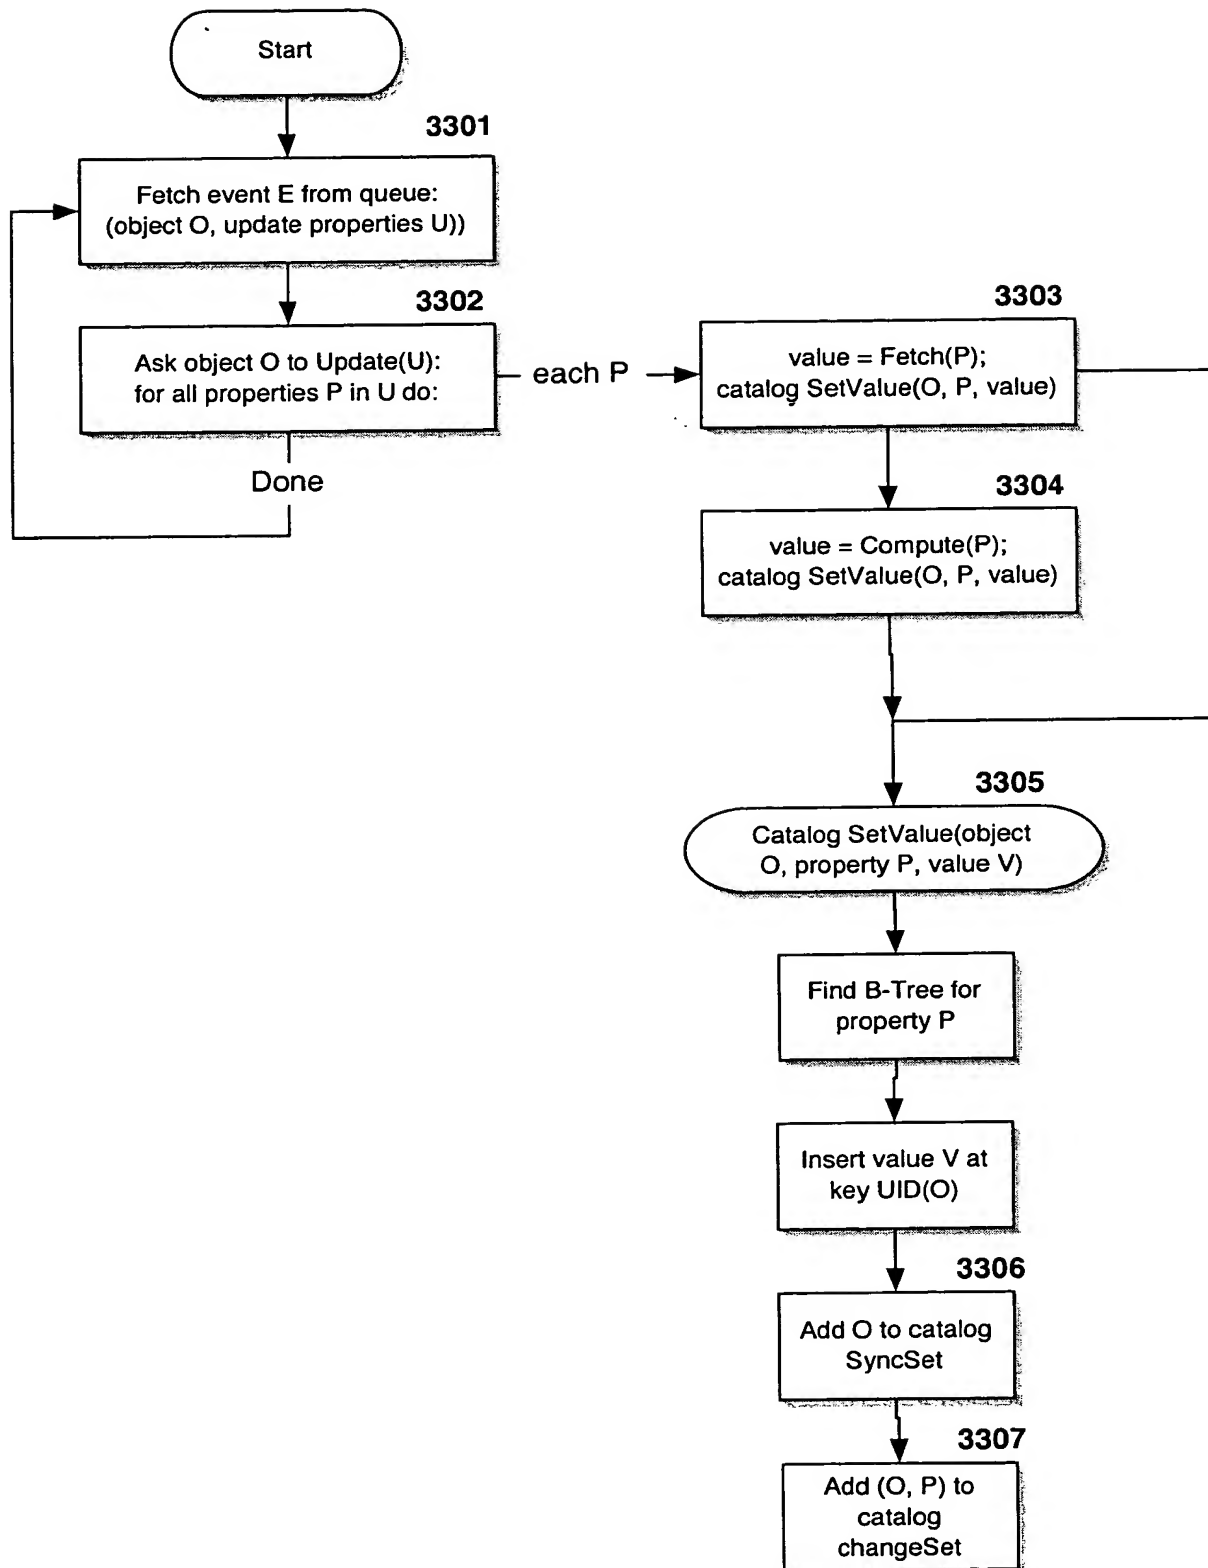 Start
3301
Fetch event E from queue:
(object O, update properties U))
3302
Ask object O to Update(U):
for all properties P in U do:
each P
Done
3303
value = Fetch(P);
catalog SetValue(O, P, value)
3304
value = Compute(P);
catalog SetValue(O, P, value)
3305
Catalog SetValue(object
O, property P, value V)
Find B-Tree for
property P
Insert value V at
key UID(O)
3306
Add O to catalog
SyncSet
3307
Add (O, P) to
catalog
changeSet